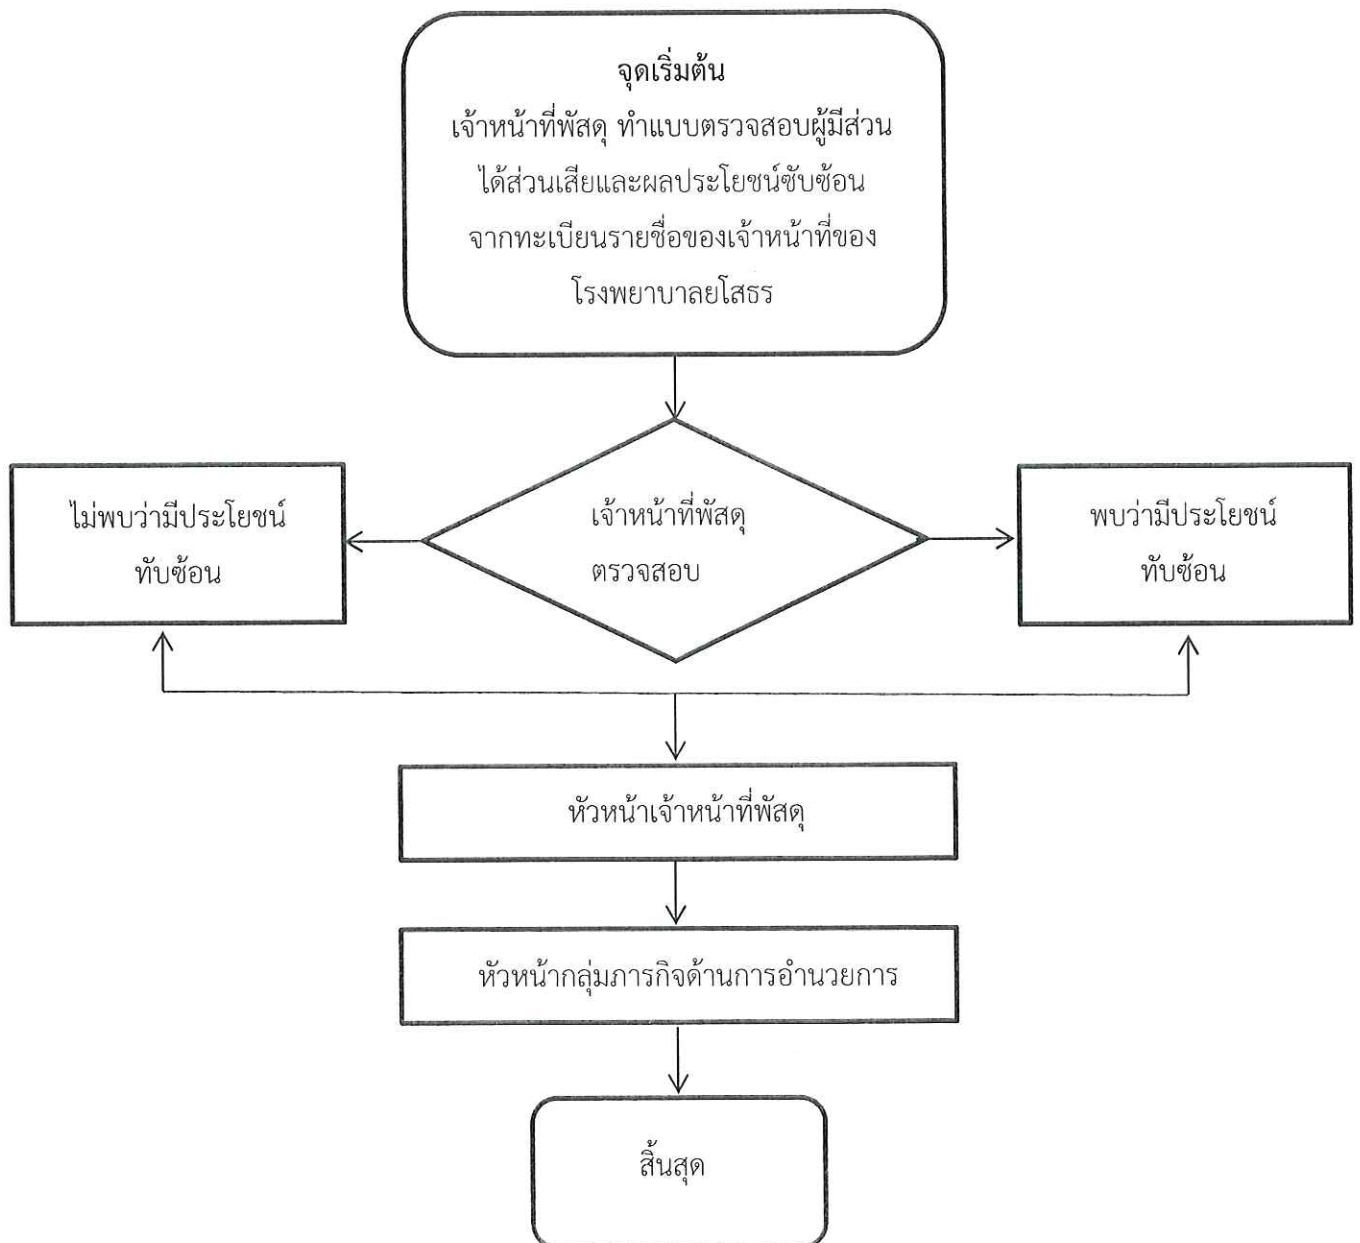 จุดเริ่มต้น
เจ้าหน้าที่พัสดุ ทำแบบตรวจสอบผู้มีส่วน
ได้ส่วนเสียและผลประโยชน์ซับซ้อน
จากทะเบียนรายชื่อของเจ้าหน้าที่ของ
โรงพยาบาลยโสธร
ไม่พบว่ามีประโยชน์
ทับซ้อน
เจ้าหน้าที่พัสดุ
ตรวจสอบ
พบว่ามีประโยชน์
ทับซ้อน
หัวหน้าเจ้าหน้าที่พัสดุ
หัวหน้ากลุ่มภารกิจด้านการอำนวยการ
สิ้นสุด